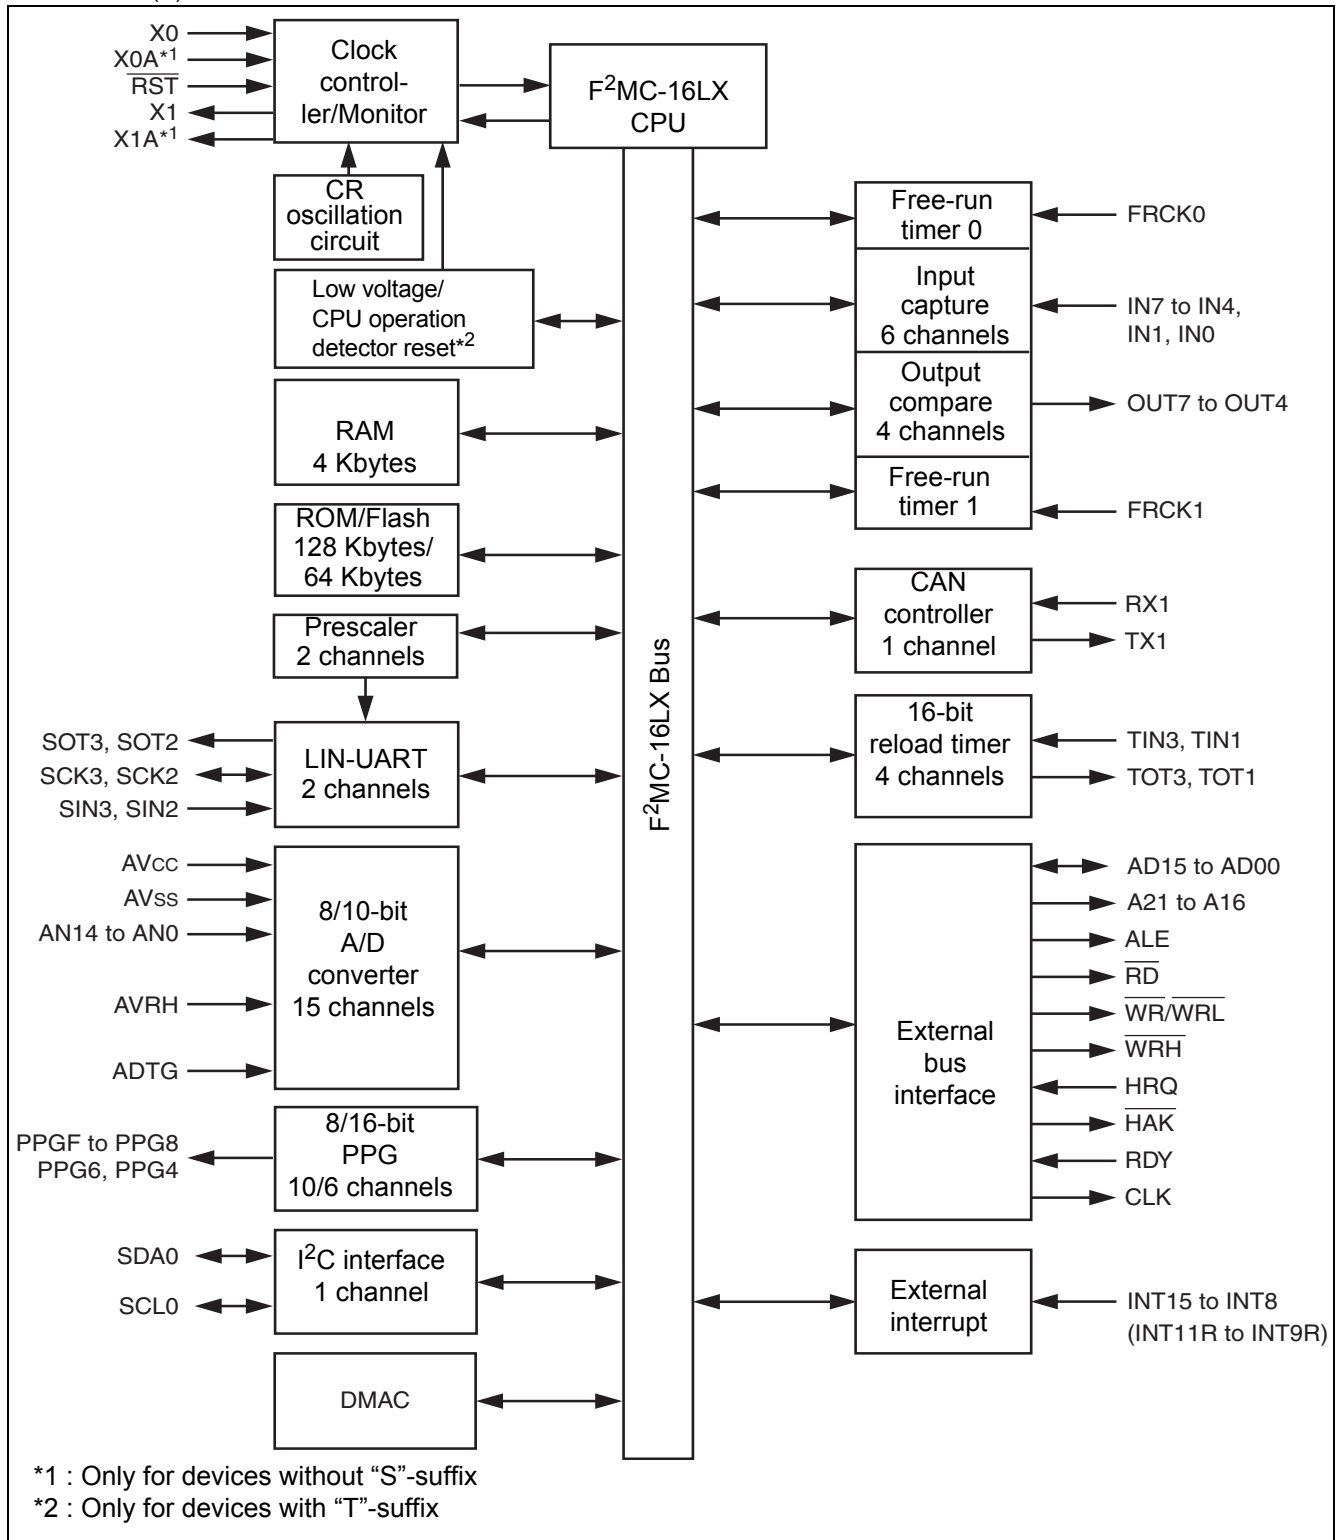 X0
X0A*1
RST
X1
X1A*1
Clock
control-
ler/Monitor
F2MC-16LX
CPU
CR
oscillation
circuit
Low voltage/
CPU operation
detector reset*2
RAM
4 Kbytes
ROM/Flash
128 Kbytes/
64 Kbytes
Prescaler
2 channels
SOT3, SOT2
SCK3, SCK2
SIN3, SIN2
LIN-UART
2 channels
AVCC
AVSS
AN14 to AN0
AVRH
ADTG
8/10-bit
A/D
converter
15 channels
PPGF to PPG8
PPG6, PPG4
8/16-bit
PPG
10/6 channels
SDA0
SCL0
I2C interface
1 channel
DMAC
F2MC-16LX Bus
Free-run
timer 0
FRCK0
Input
capture
6 channels
IN7 to IN4,
IN1, IN0
Output
compare
4 channels
OUT7 to OUT4
Free-run
timer 1
FRCK1
CAN
controller
1 channel
RX1
TX1
16-bit
reload timer
4 channels
TIN3, TIN1
TOT3, TOT1
External
bus
interface
AD15 to AD00
A21 to A16
ALE
RD
WR/WRL
WRH
HRQ
HAK
RDY
CLK
External
interrupt
INT15 to INT8
(INT11R to INT9R)
*1 : Only for devices without “S”-suffix
*2 : Only for devices with “T”-suffix